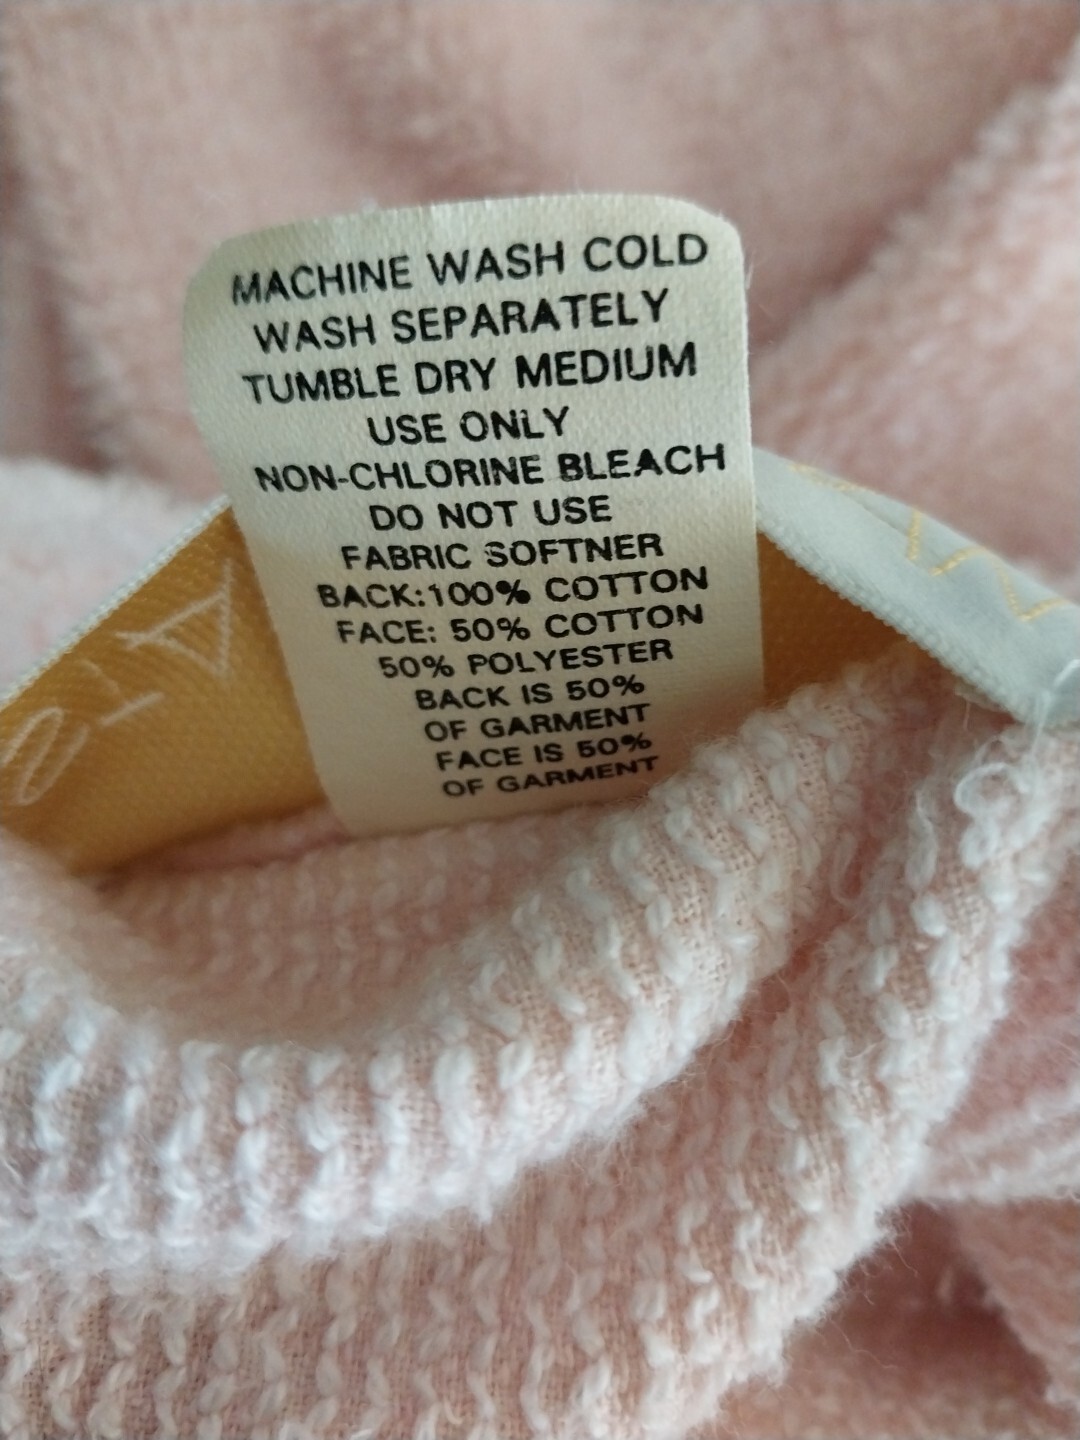 MACHINE WASH COLD
WASH SEPARATELY
TUMBLE DRY MEDIUM
USE ONLY
NON-CHLORINE BLEACH
DO NOT USE
FABRIC SOFTNER
BACK:100% COTTON
FACE: 50% COTTON
50% POLYESTER
BACK IS 50%
OF GARMENT
FACE IS 50%
OF GARMENT